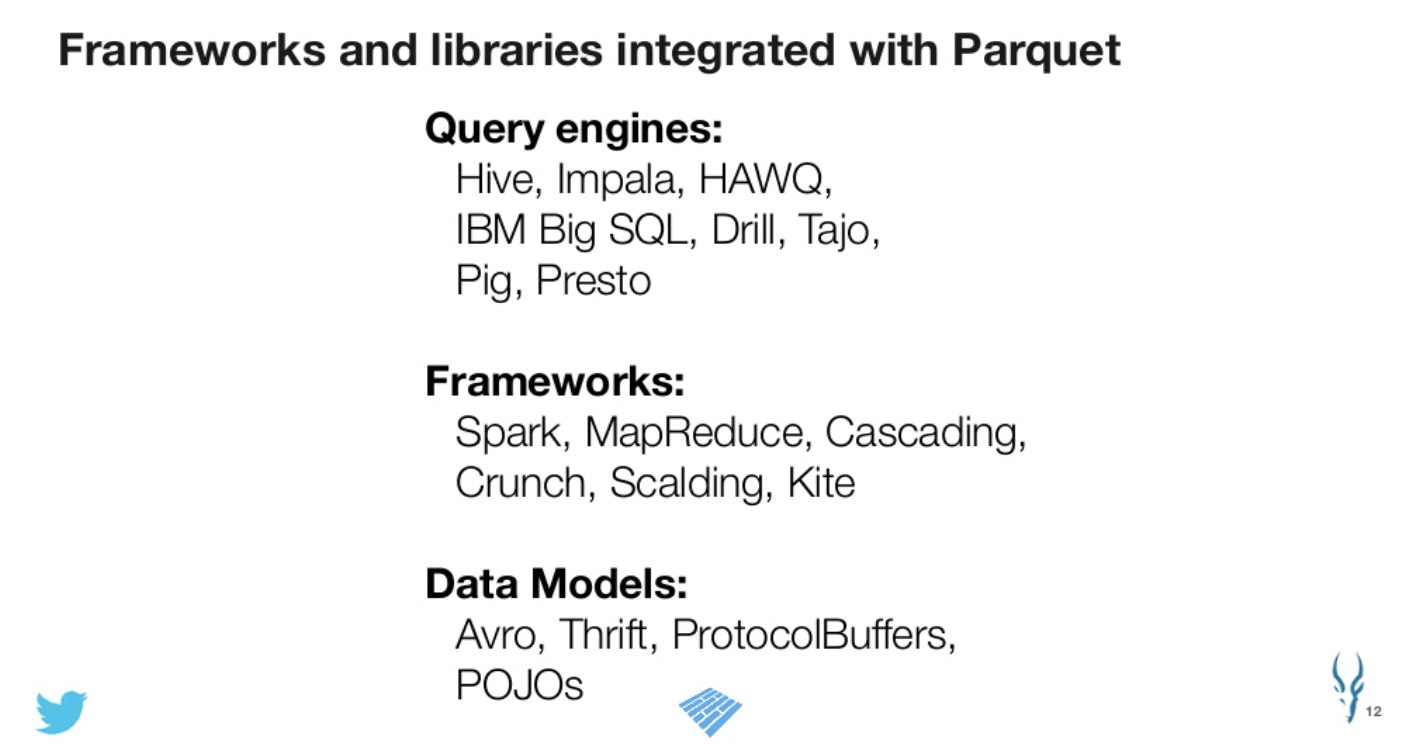 Frameworks and libraries integrated with Parquet
Query engines:
Hive, Impala, HAWQ,
IBM Big SQL, Drill, Tajo,
Pig, Presto
Frameworks:
Spark, MapReduce, Cascading,
Crunch, Scalding, Kite
Data Models:
Avro, Thrift, ProtocolBuffers,
POJOs
12